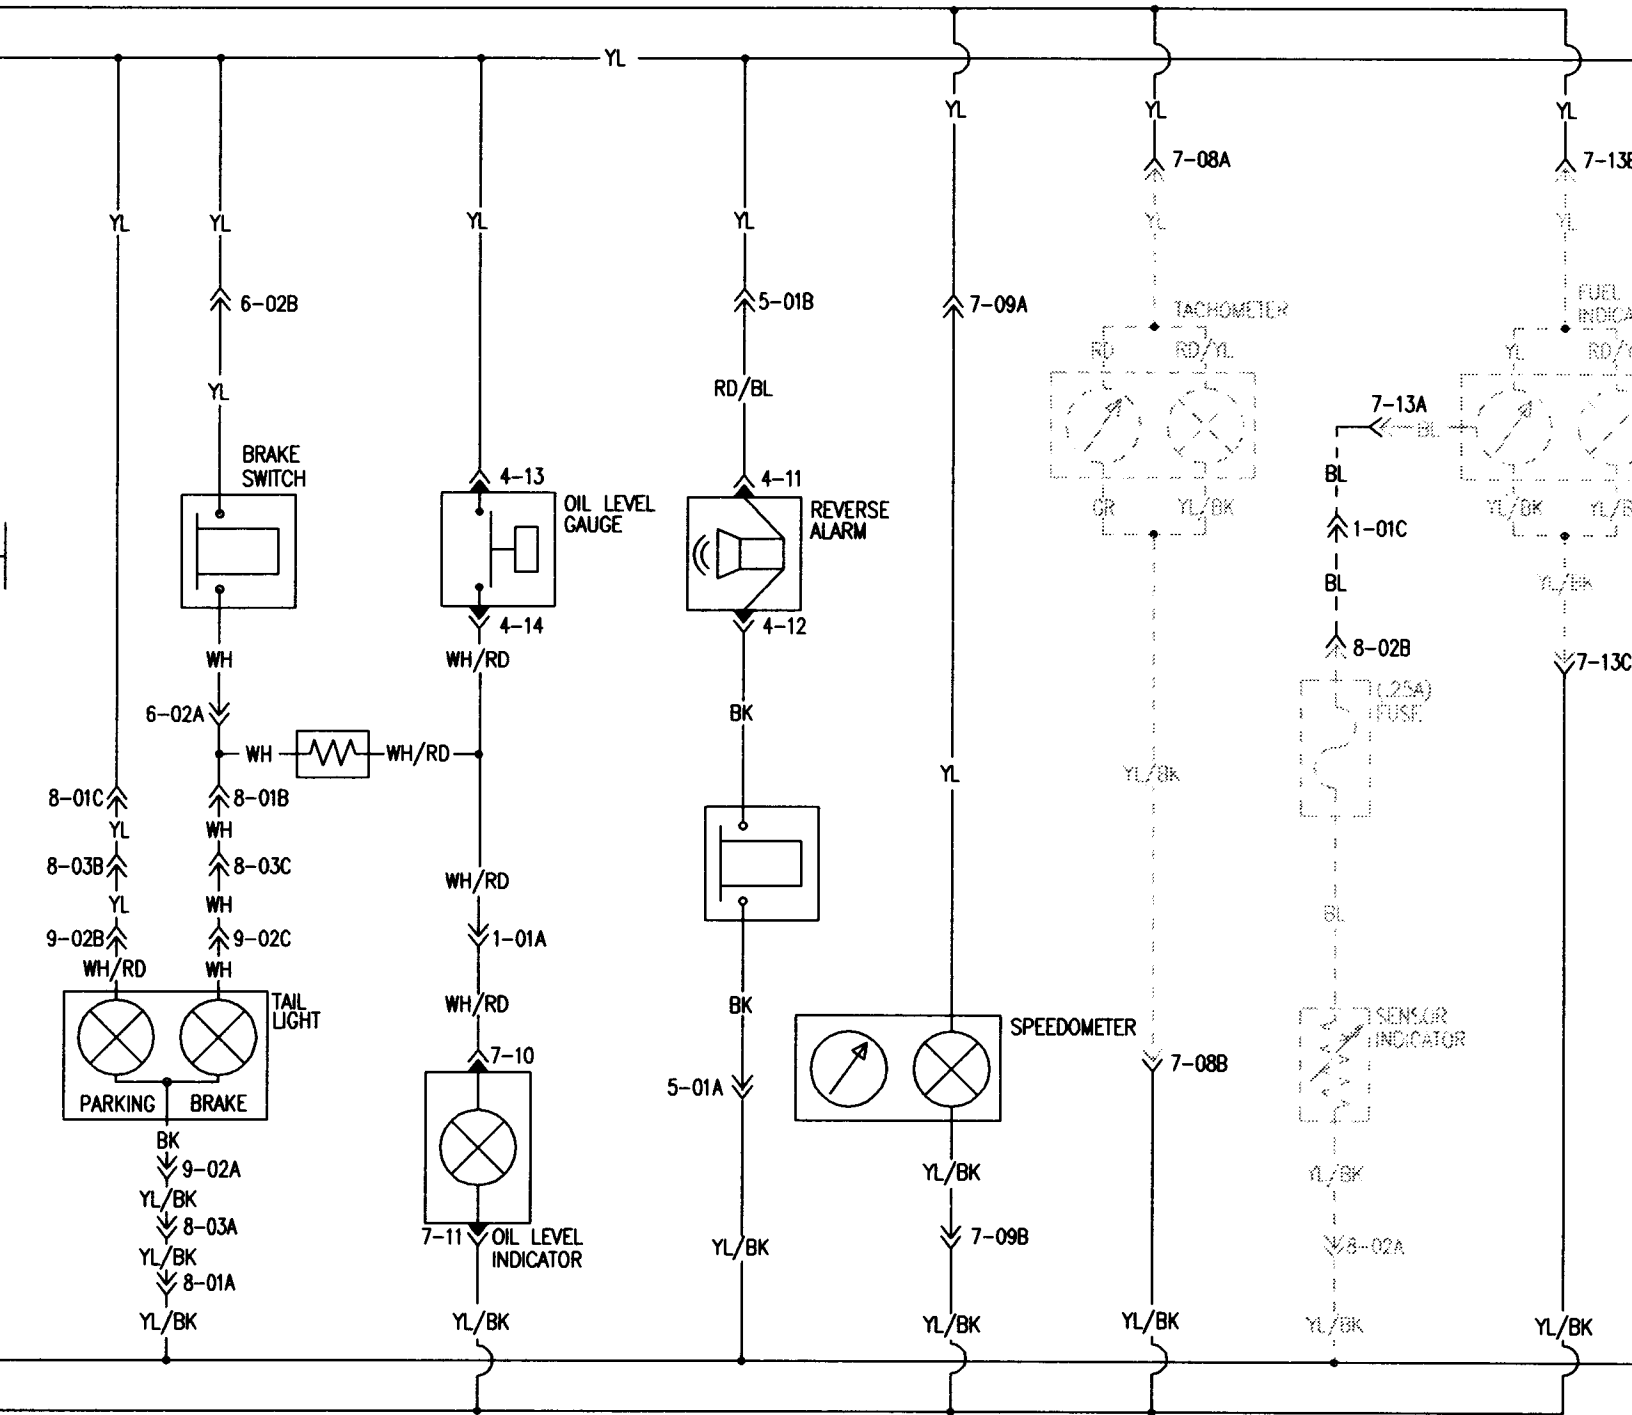 YL
YL
YL
YL
7-08A
7-13
YL
YL
YL
YL
YL
YL
6-02B
5-01B
7-09A
TACHOMETER
FUEL
INDICA
RD
RD/YL
YL
RD/
YL
RD/BL
7-13A
BL
BRAKE
SWITCH
4-13
4-11
BL
OIL LEVEL
GAUGE
REVERSE
ALARM
GR
YL/BK
YL/BK
YL/
1-01C
BL
YL/BK
4-14
4-12
WH
WH/RD
8-02B
7-13C
(.25A)
FUSE
6-02A
BK
WH
WH/RD
YL
YL/BK
8-01C
8-01B
YL
WH
8-03B
8-03C
WH/RD
YL
WH
BL
9-02B
9-02C
1-01A
WH/RD
WH
TAIL
LIGHT
WH/RD
BK
SPEEDOMETER
SENSOR
INDICATOR
7-10
7-08B
5-01A
PARKING
BRAKE
BK
9-02A
YL/BK
YL/BK
YL/BK
8-03A
7-11
OIL LEVEL
INDICATOR
7-09B
YL/BK
YL/BK
8-02A
8-01A
YL/BK
YL/BK
YL/BK
YL/BK
YL/BK
YL/BK